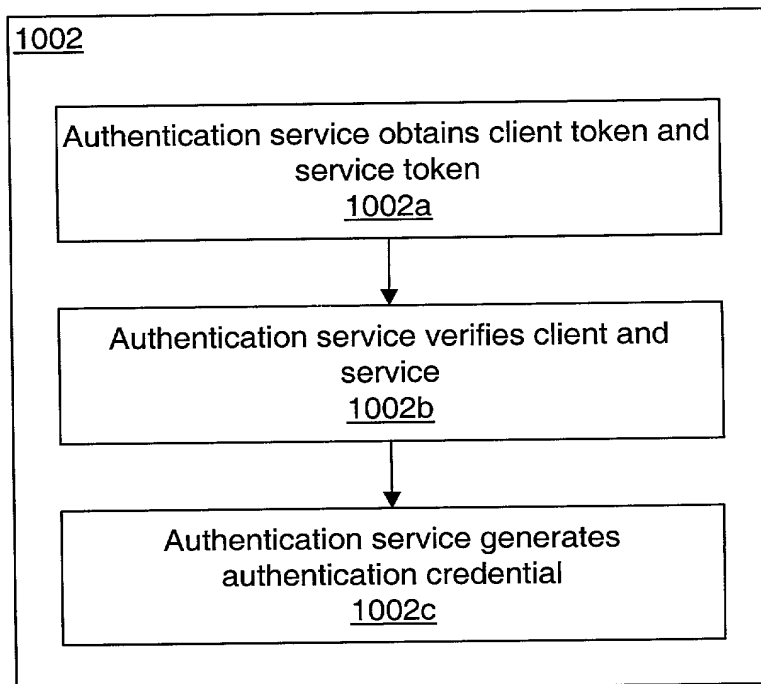 1002
Authentication service obtains client token and
service token
1002a
Authentication service verifies client and
service
1002b
Authentication service generates
authentication credential
1002c